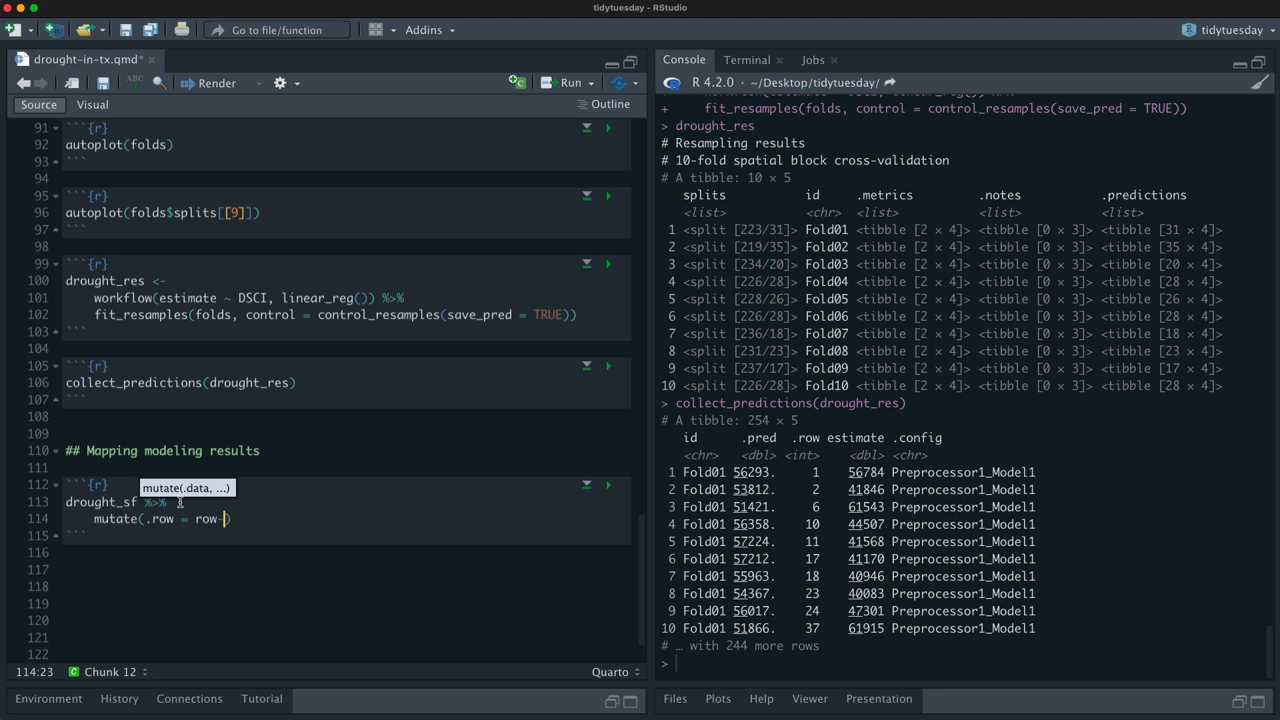 tidytuesday - RStudio
Go to file/function
Addins
tidytuesday
drought-in-tx.qmd*
ABC
Render
Run
Source
Visual
Outline
91 ```{r}
92 autoplot(folds)
93 ```
94
95 ```{r}
96 autoplot(folds$splits[[9]])
97 ```
98
99 ```{r}
100 drought_res <-
101 workflow(estimate ~ DSCI, linear_reg()) %>%
102 fit_resamples(folds, control = control_resamples(save_pred = TRUE))
103 ```
104
105 ```{r}
106 collect_predictions(drought_res)
107 ```
108
109
110 ## Mapping modeling results
111
112 ```{r}
mutate(.data, ...)
113 drought_sf %>%
114 mutate(.row = row-)
115 ```
116
117
118
119
120
121
122
114:23
Chunk 12
Quarto
Environment
History
Connections
Tutorial
Console
Terminal
Jobs
R 4.2.0 · ~/Desktop/tidytuesday/
+ fit_resamples(folds, control = control_resamples(save_pred = TRUE))
> drought_res
# Resampling results
# 10-fold spatial block cross-validation
# A tibble: 10 × 5
splits id .metrics .notes .predictions
<list> <chr> <list> <list> <list>
1 <split [223/31]> Fold01 <tibble [2 × 4]> <tibble [0 × 3]> <tibble [31 × 4]>
2 <split [219/35]> Fold02 <tibble [2 × 4]> <tibble [0 × 3]> <tibble [35 × 4]>
3 <split [234/20]> Fold03 <tibble [2 × 4]> <tibble [0 × 3]> <tibble [20 × 4]>
4 <split [226/28]> Fold04 <tibble [2 × 4]> <tibble [0 × 3]> <tibble [28 × 4]>
5 <split [228/26]> Fold05 <tibble [2 × 4]> <tibble [0 × 3]> <tibble [26 × 4]>
6 <split [226/28]> Fold06 <tibble [2 × 4]> <tibble [0 × 3]> <tibble [28 × 4]>
7 <split [236/18]> Fold07 <tibble [2 × 4]> <tibble [0 × 3]> <tibble [18 × 4]>
8 <split [231/23]> Fold08 <tibble [2 × 4]> <tibble [0 × 3]> <tibble [23 × 4]>
9 <split [237/17]> Fold09 <tibble [2 × 4]> <tibble [0 × 3]> <tibble [17 × 4]>
10 <split [226/28]> Fold10 <tibble [2 × 4]> <tibble [0 × 3]> <tibble [28 × 4]>
> collect_predictions(drought_res)
# A tibble: 254 × 5
id .pred .row estimate .config
<chr> <dbl> <int> <dbl> <chr>
1 Fold01 56293. 1 56784 Preprocessor1_Model1
2 Fold01 53812. 2 41846 Preprocessor1_Model1
3 Fold01 51421. 6 61543 Preprocessor1_Model1
4 Fold01 56358. 10 44507 Preprocessor1_Model1
5 Fold01 57224. 11 41568 Preprocessor1_Model1
6 Fold01 57212. 17 41170 Preprocessor1_Model1
7 Fold01 55963. 18 40946 Preprocessor1_Model1
8 Fold01 54367. 23 40083 Preprocessor1_Model1
9 Fold01 56017. 24 47301 Preprocessor1_Model1
10 Fold01 51866. 37 61915 Preprocessor1_Model1
# … with 244 more rows
>
Files
Plots
Help
Viewer
Presentation